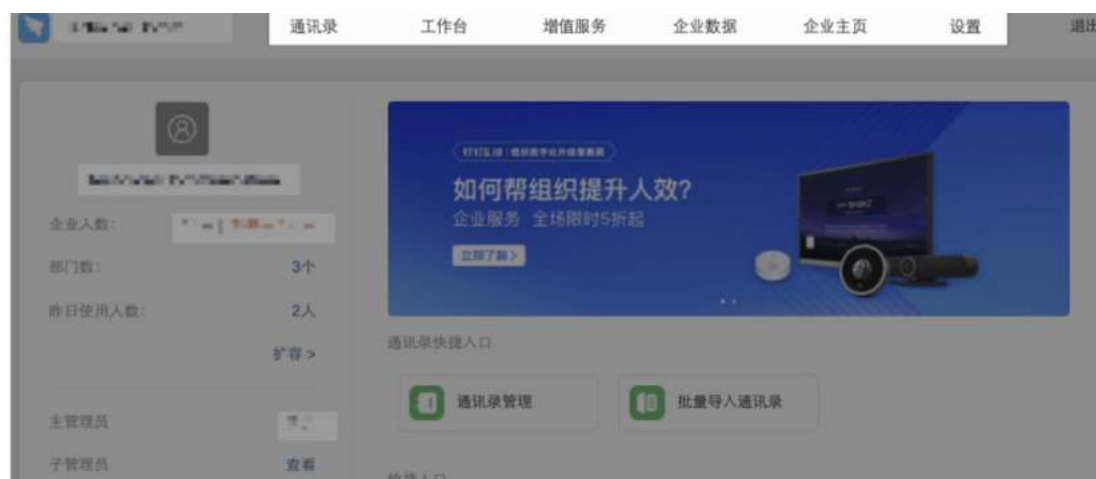 通讯录 工作台 增值服务 企业数据 企业主页 设置 退出
如何帮组织提升人效?
企业服务 全场限时5折起
立即了解>
企业人数:
部门数: 3个
昨日使用人数: 2人
扩容 >
主管理员
子管理员 查看
通讯录快捷入口
通讯录管理 批量导入通讯录
快捷入口